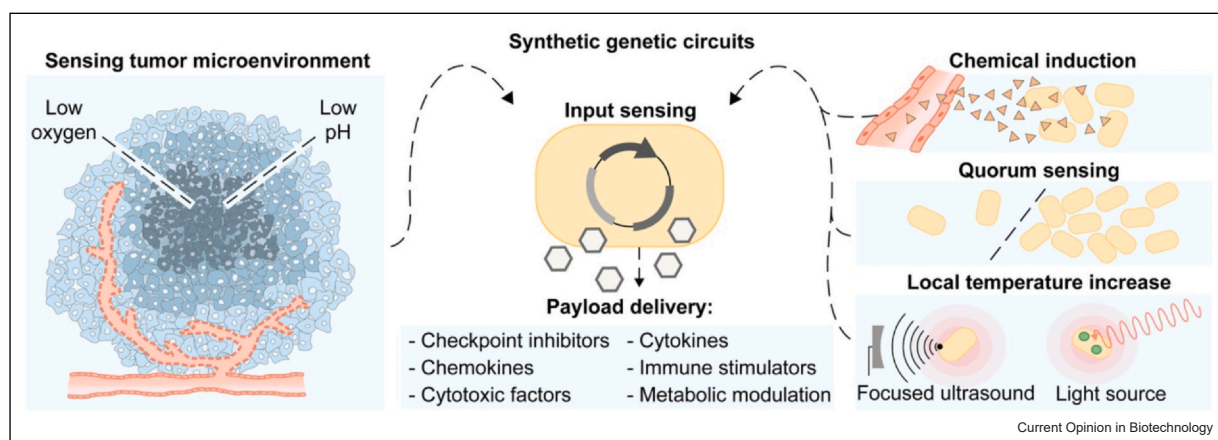 Synthetic genetic circuits
Sensing tumor microenvironment
Low
oxygen
Low
pH
Input sensing
Payload delivery:
- Checkpoint inhibitors
- Chemokines
- Cytotoxic factors
- Cytokines
- Immune stimulators
- Metabolic modulation
Chemical induction
Quorum sensing
Local temperature increase
Focused ultrasound
Light source
Current Opinion in Biotechnology